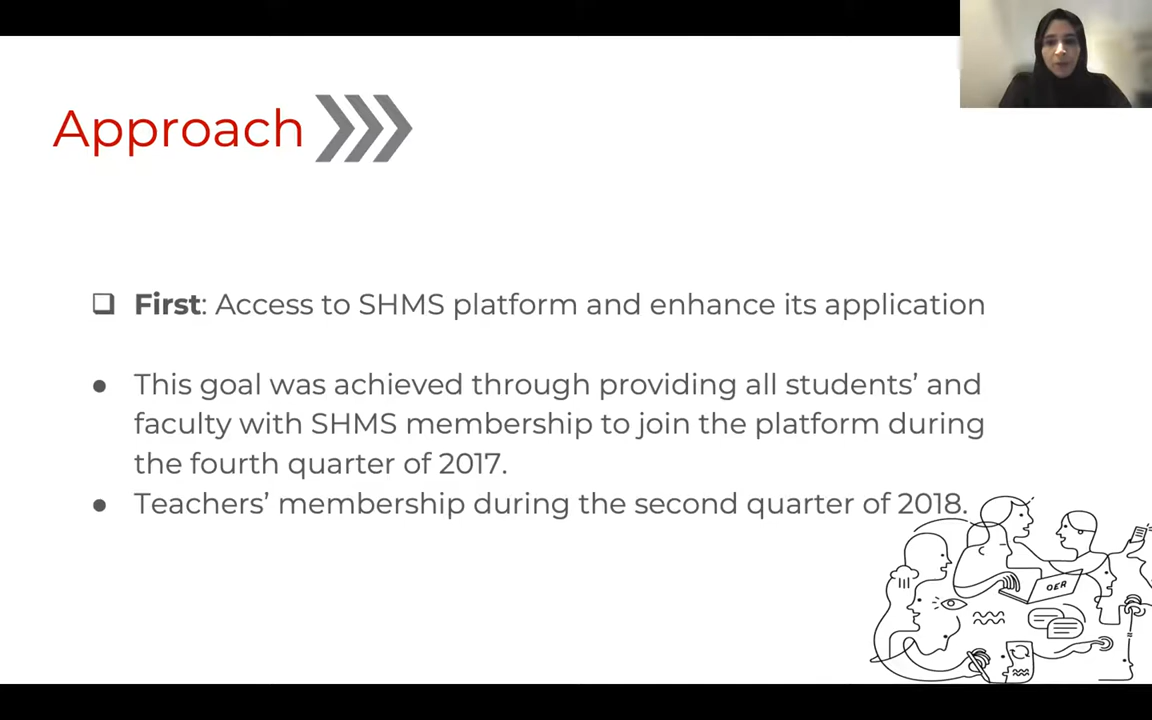 Approach
❑ First: Access to SHMS platform and enhance its application
● This goal was achieved through providing all students’ and
faculty with SHMS membership to join the platform during
the fourth quarter of 2017.
● Teachers’ membership during the second quarter of 2018.
OER